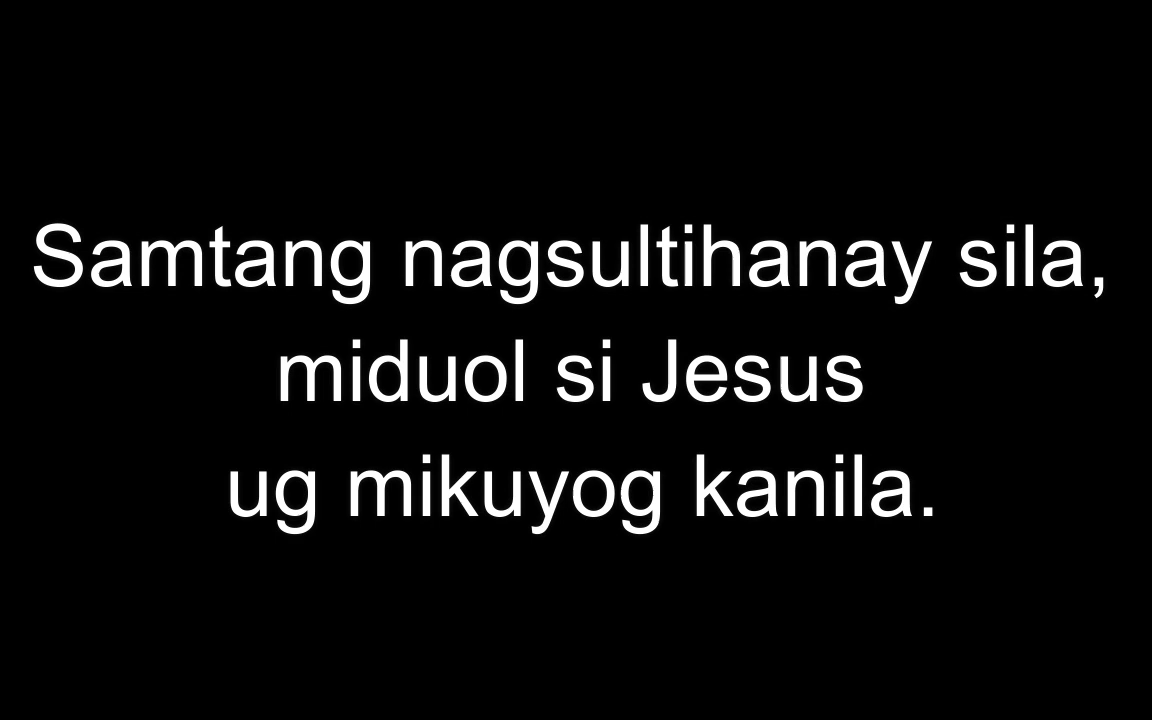 Samtang nagsultihanay sila,
miduol si Jesus
ug mikuyog kanila.